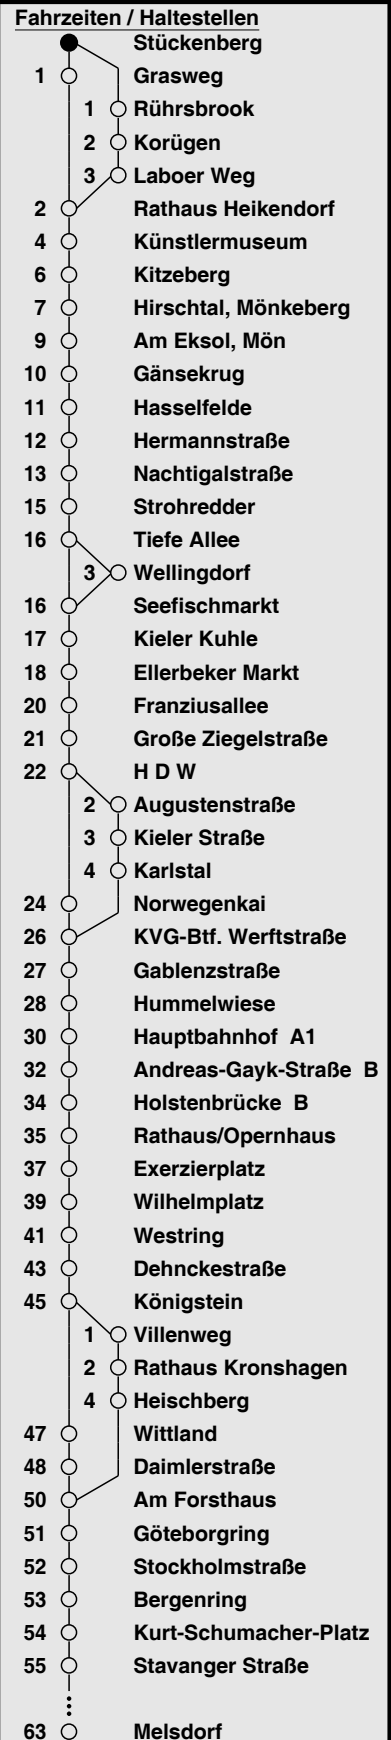 Fahrzeiten / Haltestellen
Stückenberg
1 Grasweg
1 Rührsbrook
2 Korügen
3 Laboer Weg
2 Rathaus Heikendorf
4 Künstlermuseum
6 Kitzeberg
7 Hirschtal, Mönkeberg
9 Am Eksol, Mön
10 Gänsekrug
11 Hasselfelde
12 Hermannstraße
13 Nachtigalstraße
15 Strohredder
16 Tiefe Allee
3 Wellingdorf
16 Seefischmarkt
17 Kieler Kuhle
18 Ellerbeker Markt
20 Franziusallee
21 Große Ziegelstraße
22 H D W
2 Augustenstraße
3 Kieler Straße
4 Karlstal
24 Norwegenkai
26 KVG-Btf. Werftstraße
27 Gablenzstraße
28 Hummelwiese
30 Hauptbahnhof A1
32 Andreas-Gayk-Straße B
34 Holstenbrücke B
35 Rathaus/Opernhaus
37 Exerzierplatz
39 Wilhelmplatz
41 Westring
43 Dehnckestraße
45 Königstein
1 Villenweg
2 Rathaus Kronshagen
4 Heischberg
47 Wittland
48 Daimlerstraße
50 Am Forsthaus
51 Göteborgring
52 Stockholmstraße
53 Bergenring
54 Kurt-Schumacher-Platz
55 Stavanger Straße
63 Melsdorf